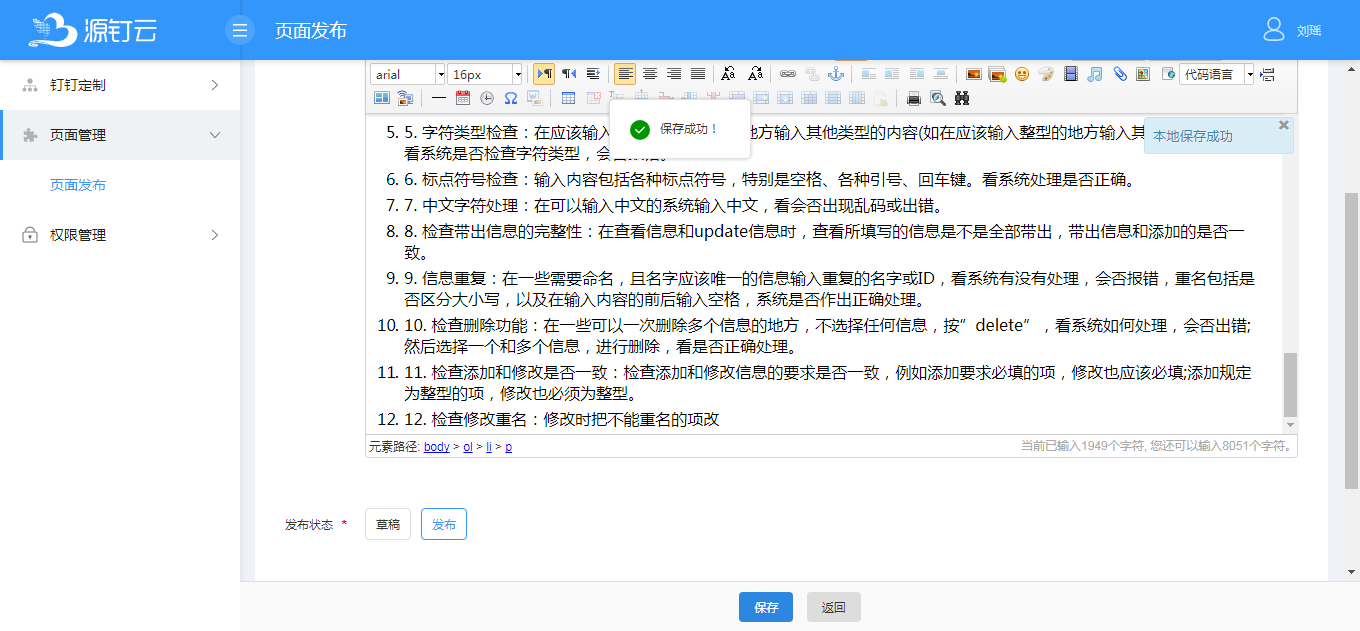 源钉云
页面发布
刘瑶
钉钉定制
页面管理
页面发布
权限管理
arial
16px
代码语言
保存成功！
本地保存成功
5. 5. 字符类型检查：在应该输入
地方输入其他类型的内容(如在应该输入整型的地方输入其
看系统是否检查字符类型，会
6. 6. 标点符号检查：输入内容包括各种标点符号，特别是空格、各种引号、回车键。看系统处理是否正确。
7. 7. 中文字符处理：在可以输入中文的系统输入中文，看会否出现乱码或出错。
8. 8. 检查带出信息的完整性：在查看信息和update信息时，查看所填写的信息是不是全部带出，带出信息和添加的是否一
致。
9. 9. 信息重复：在一些需要命名，且名字应该唯一的信息输入重复的名字或ID，看系统有没有处理，会否报错，重名包括是
否区分大小写，以及在输入内容的前后输入空格，系统是否作出正确处理。
10. 10. 检查删除功能：在一些可以一次删除多个信息的地方，不选择任何信息，按”delete”，看系统如何处理，会否出错;
然后选择一个和多个信息，进行删除，看是否正确处理。
11. 11. 检查添加和修改是否一致：检查添加和修改信息的要求是否一致，例如添加要求必填的项，修改也应该必填;添加规定
为整型的项，修改也必须为整型。
12. 12. 检查修改重名：修改时把不能重名的项改
元素路径: body > ol > li > p
当前已输入1949个字符, 您还可以输入8051个字符。
发布状态 *
草稿
发布
保存
返回